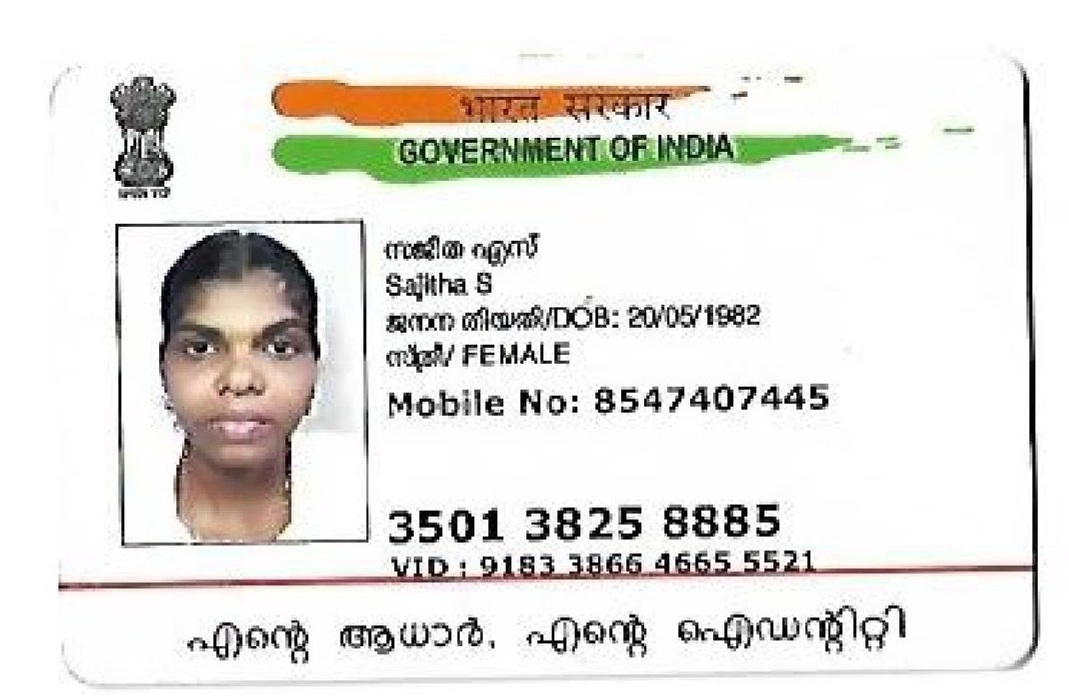 भारत सरकार
GOVERNMENT OF INDIA
സജിത എസ്
Sajitha S
ജനന തിയതി/DOB: 20/05/1982
സ്ത്രീ/ FEMALE
Mobile No: 8547407445
3501 3825 8885
VID : 9183 3866 4665 5521
എന്റെ ആധാർ, എന്റെ ഐഡന്റിറ്റി